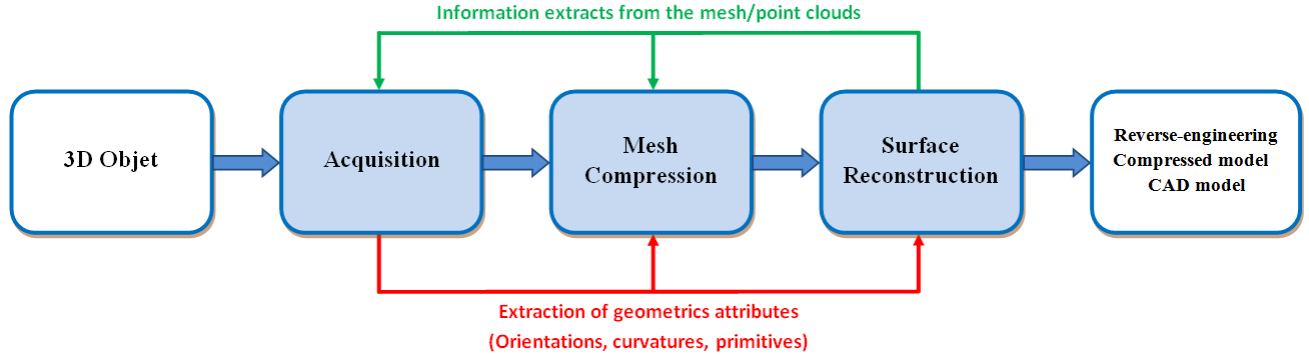 Information extracts from the mesh/point clouds
3D Objet
Acquisition
Mesh
Compression
Surface
Reconstruction
Reverse-engineering
Compressed model
CAD model
Extraction of geometrics attributes
(Orientations, curvatures, primitives)